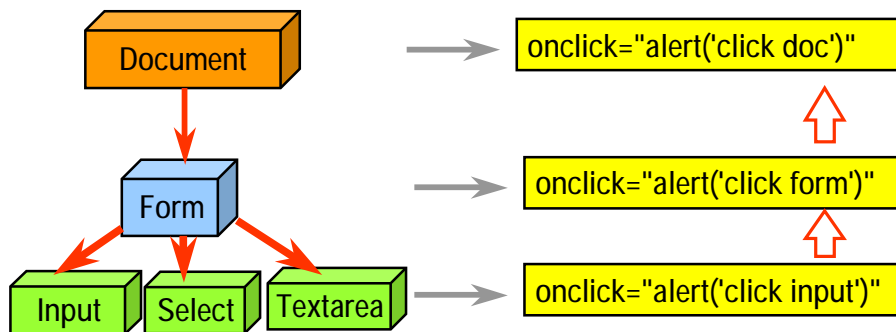 Document
onclick="alert('click doc')"
Form
onclick="alert('click form')"
Input
Select
Textarea
onclick="alert('click input')"